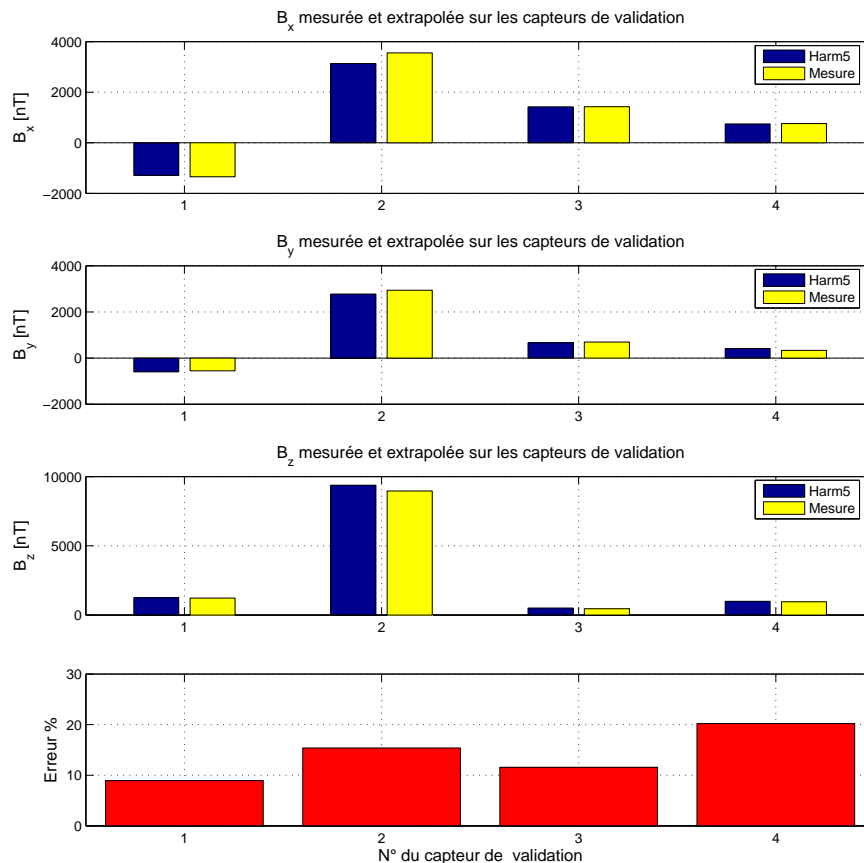 B_x mesurée et extrapolée sur les capteurs de validation
4000
2000
0
−2000
B_x [nT]
Harm5
Mesure
1 2 3 4
B_y mesurée et extrapolée sur les capteurs de validation
4000
2000
0
−2000
B_y [nT]
Harm5
Mesure
1 2 3 4
B_z mesurée et extrapolée sur les capteurs de validation
10000
5000
0
B_z [nT]
Harm5
Mesure
1 2 3 4
30
20
10
0
Erreur %
1 2 3 4
N° du capteur de validation